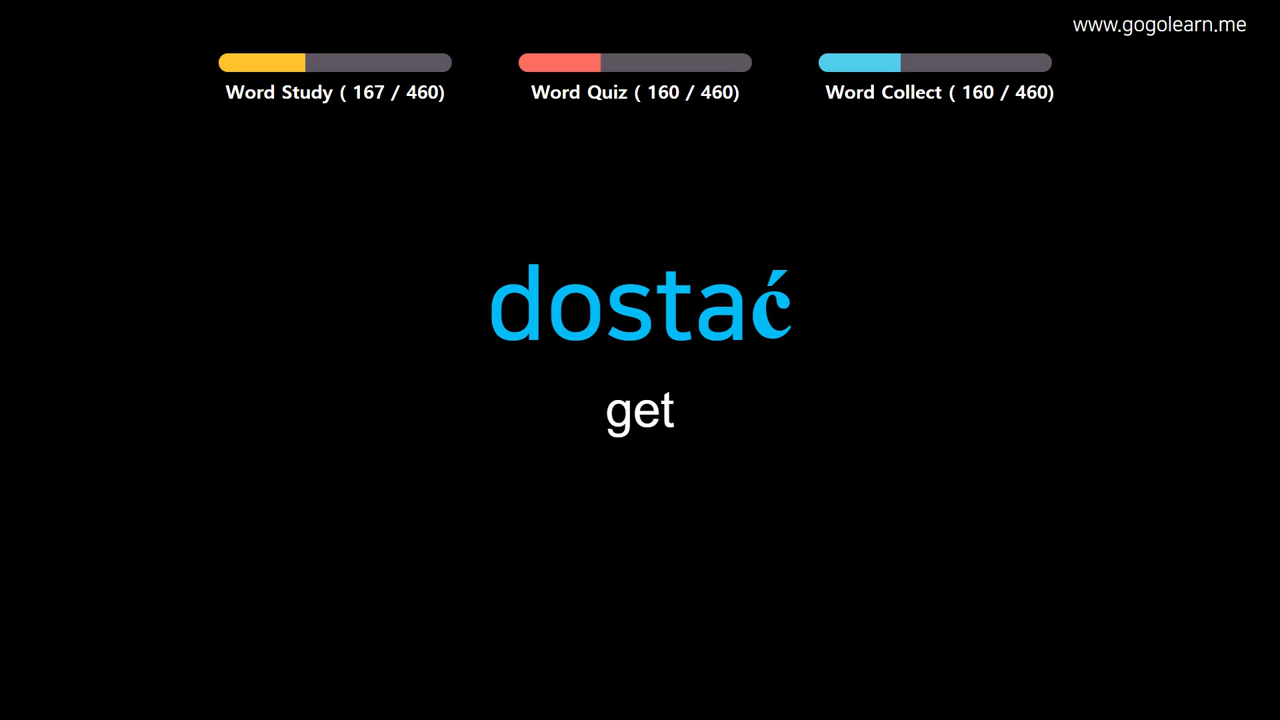 www.gogolearn.me
Word Study ( 167 / 460)
Word Quiz ( 160 / 460)
Word Collect ( 160 / 460)
dostać
get